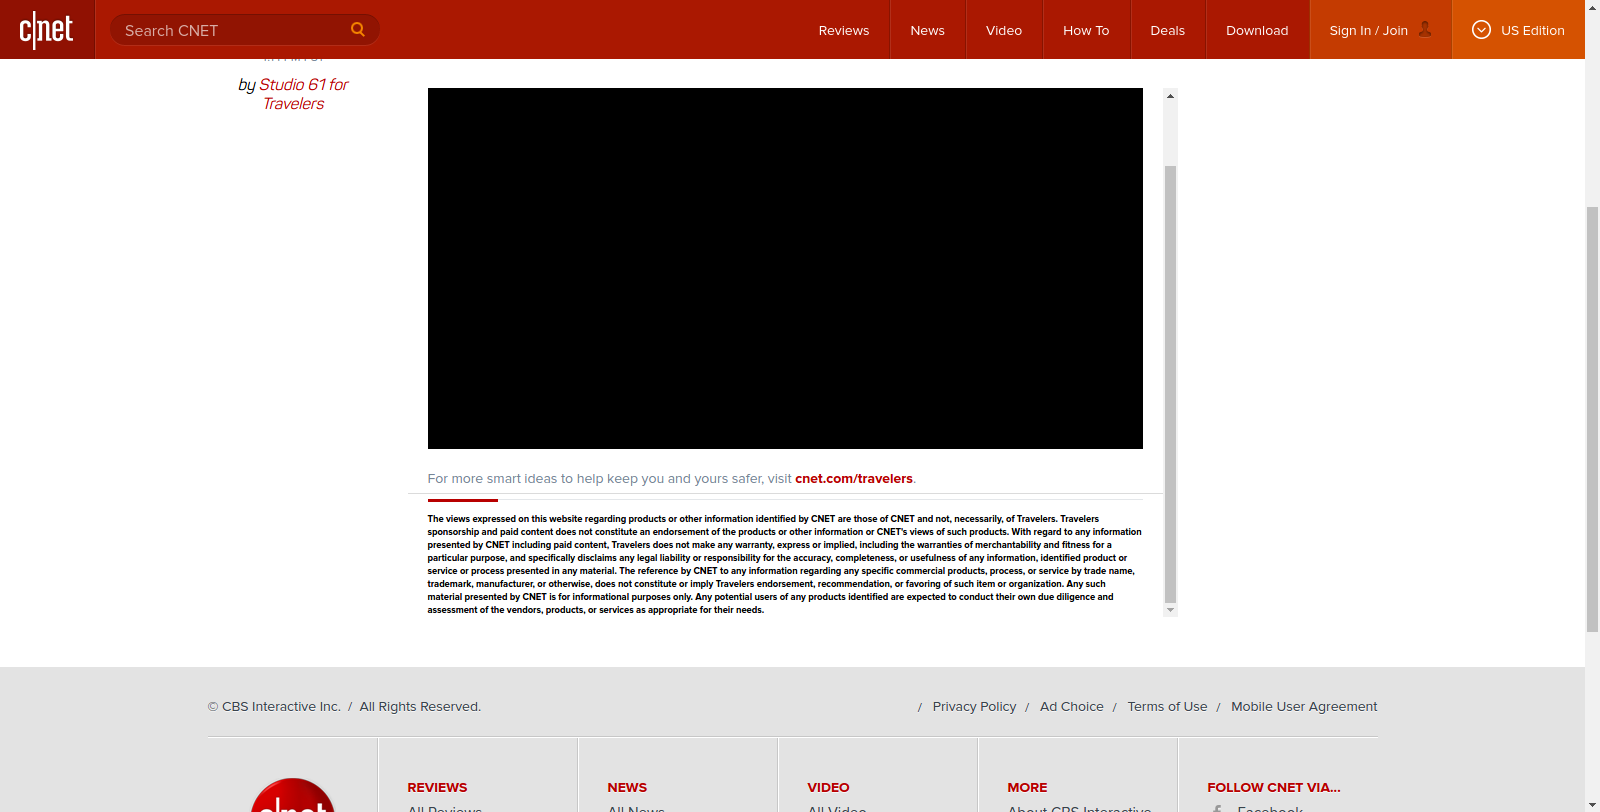 cnet
Search CNET
Reviews
News
Video
How To
Deals
Download
Sign In / Join
US Edition
by Studio 61 for
Travelers
For more smart ideas to help keep you and yours safer, visit cnet.com/travelers.
The views expressed on this website regarding products or other information identified by CNET are those of CNET and not, necessarily, of Travelers. Travelers
sponsorship and paid content does not constitute an endorsement of the products or other information or CNET's views of such products. With regard to any information
presented by CNET including paid content, Travelers does not make any warranty, express or implied, including the warranties of merchantability and fitness for a
particular purpose, and specifically disclaims any legal liability or responsibility for the accuracy, completeness, or usefulness of any information, identified product or
service or process presented in any material. The reference by CNET to any information regarding any specific commercial products, process, or service by trade name,
trademark, manufacturer, or otherwise, does not constitute or imply Travelers endorsement, recommendation, or favoring of such item or organization. Any such
material presented by CNET is for informational purposes only. Any potential users of any products identified are expected to conduct their own due diligence and
assessment of the vendors, products, or services as appropriate for their needs.
© CBS Interactive Inc. / All Rights Reserved.
/ Privacy Policy / Ad Choice / Terms of Use / Mobile User Agreement
cnet
REVIEWS
All Reviews
NEWS
All News
VIDEO
All Video
MORE
About CBS Interactive
FOLLOW CNET VIA...
Facebook